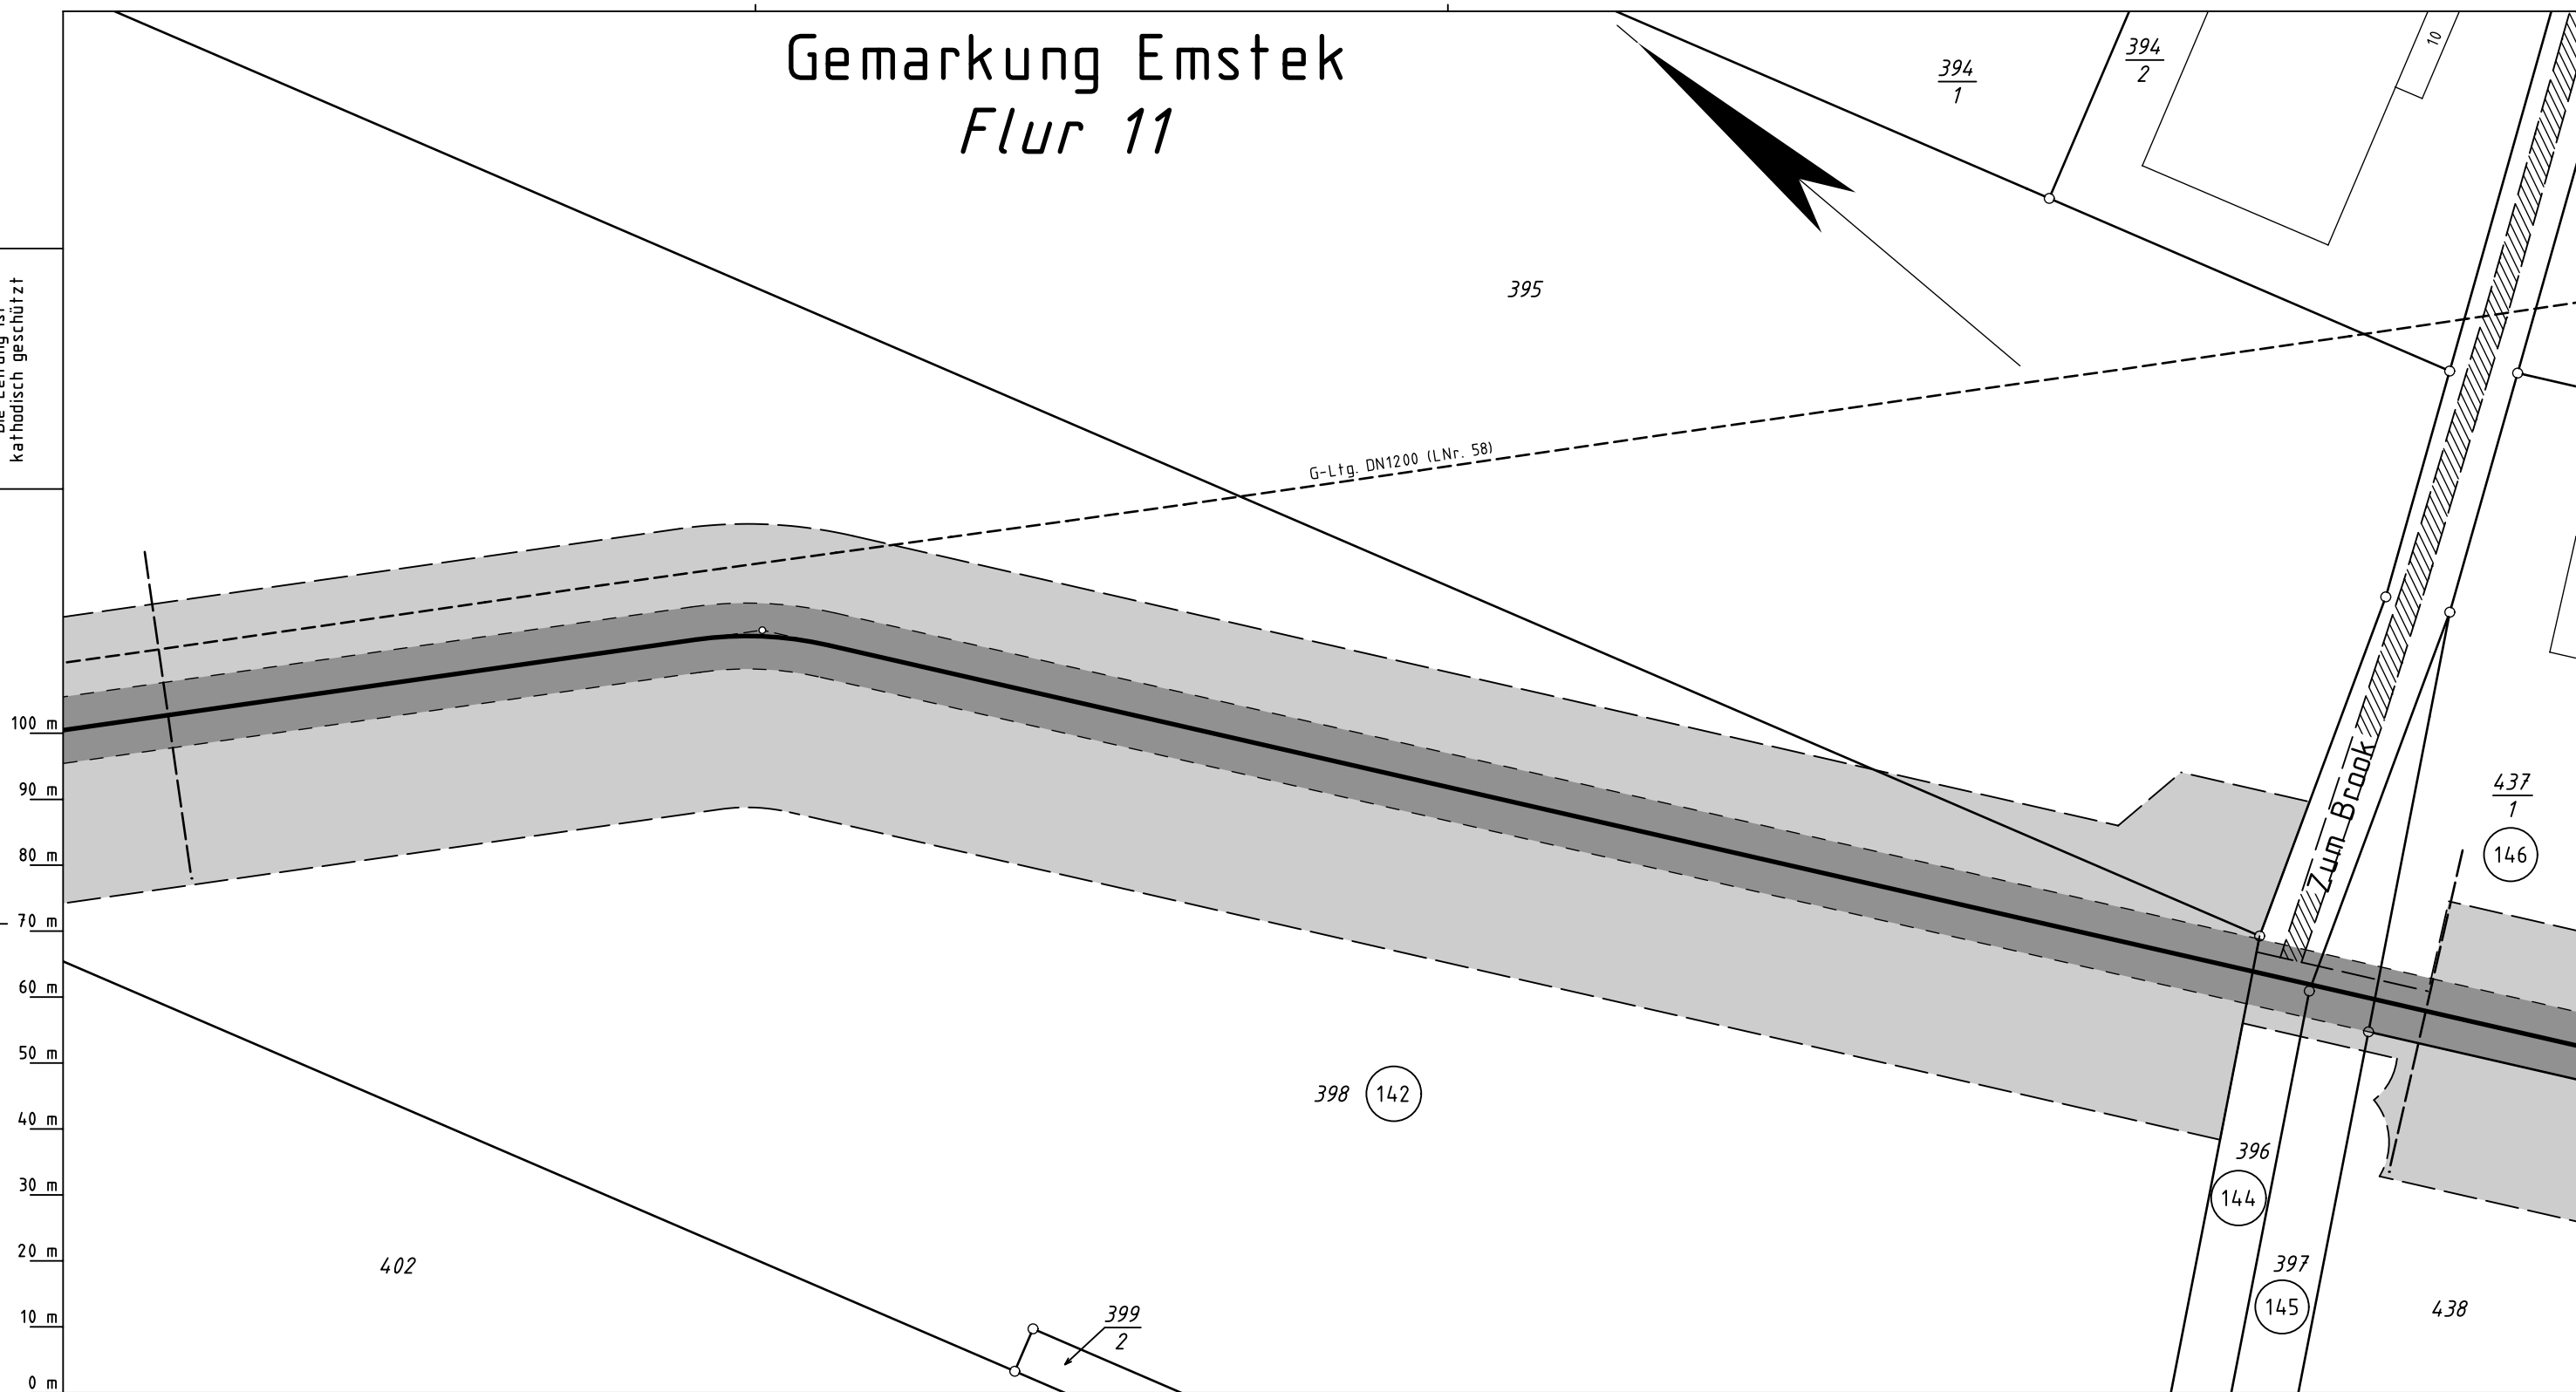 Gemarkung Emstek
Flur 11
394
1
394
2
10
395
kathodisch geschützt
G-Ltg. DN1200 (LNr. 58)
100 m
90 m
80 m
70 m
60 m
50 m
40 m
30 m
20 m
10 m
0 m
Zum Brook
437
1
146
398
142
396
144
397
145
438
402
399
2